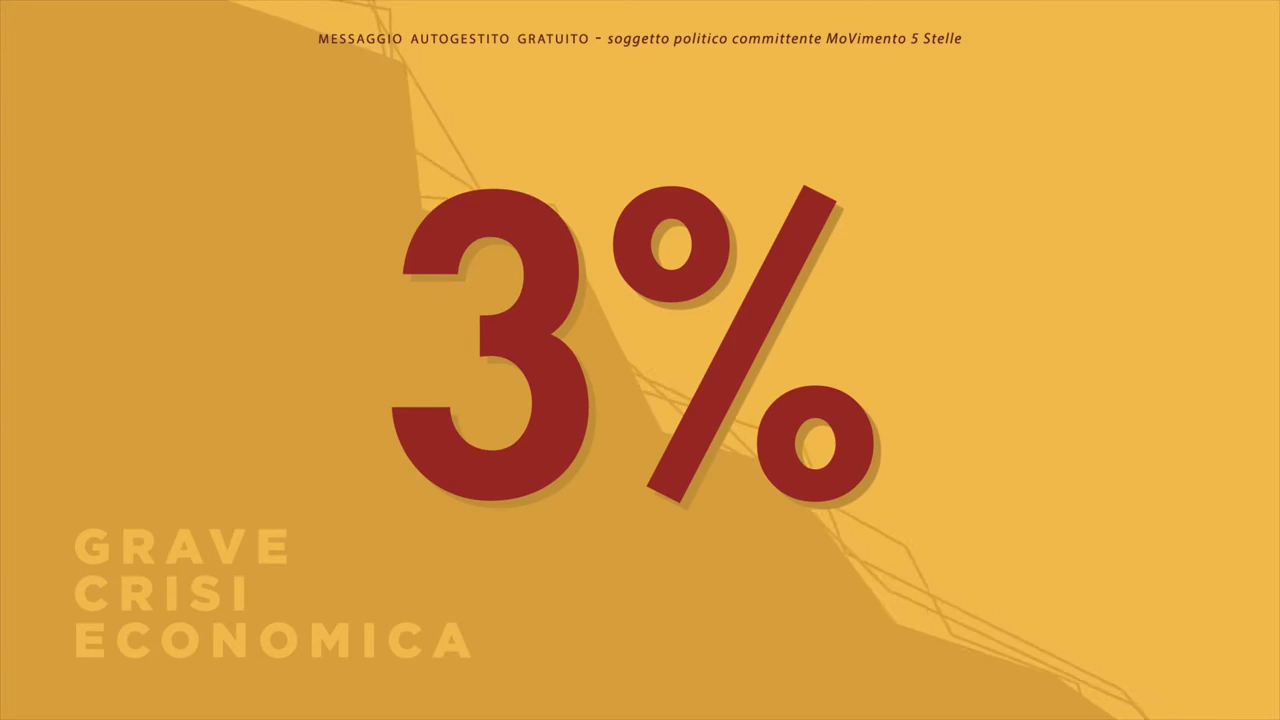 MESSAGGIO AUTOGESTITO GRATUITO - soggetto politico committente MoVimento 5 Stelle
3%
GRAVE
CRISI
ECONOMICA